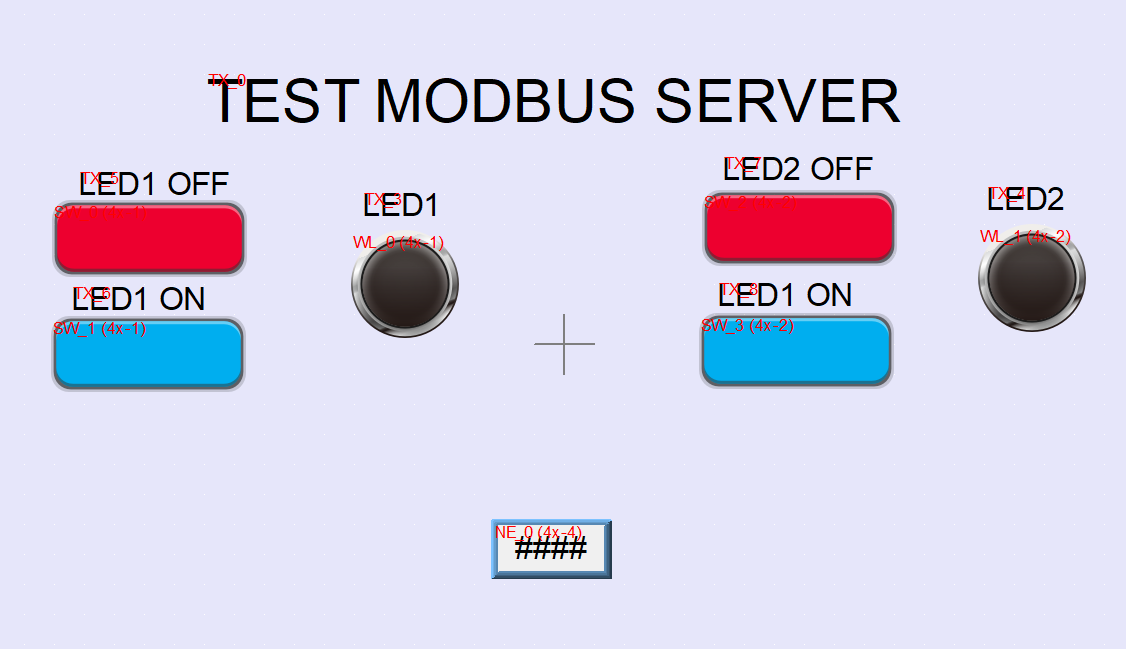 TX_0
TEST MODBUS SERVER
TX_5
LED1 OFF
SW_0 (4x-1)
TX_6
LED1 ON
SW_1 (4x-1)
TX_3
LED1
WL_0 (4x-1)
TX_7
LED2 OFF
SW_2 (4x-2)
TX_8
LED1 ON
SW_3 (4x-2)
TX_4
LED2
WL_1 (4x-2)
NE_0 (4x-4)
####